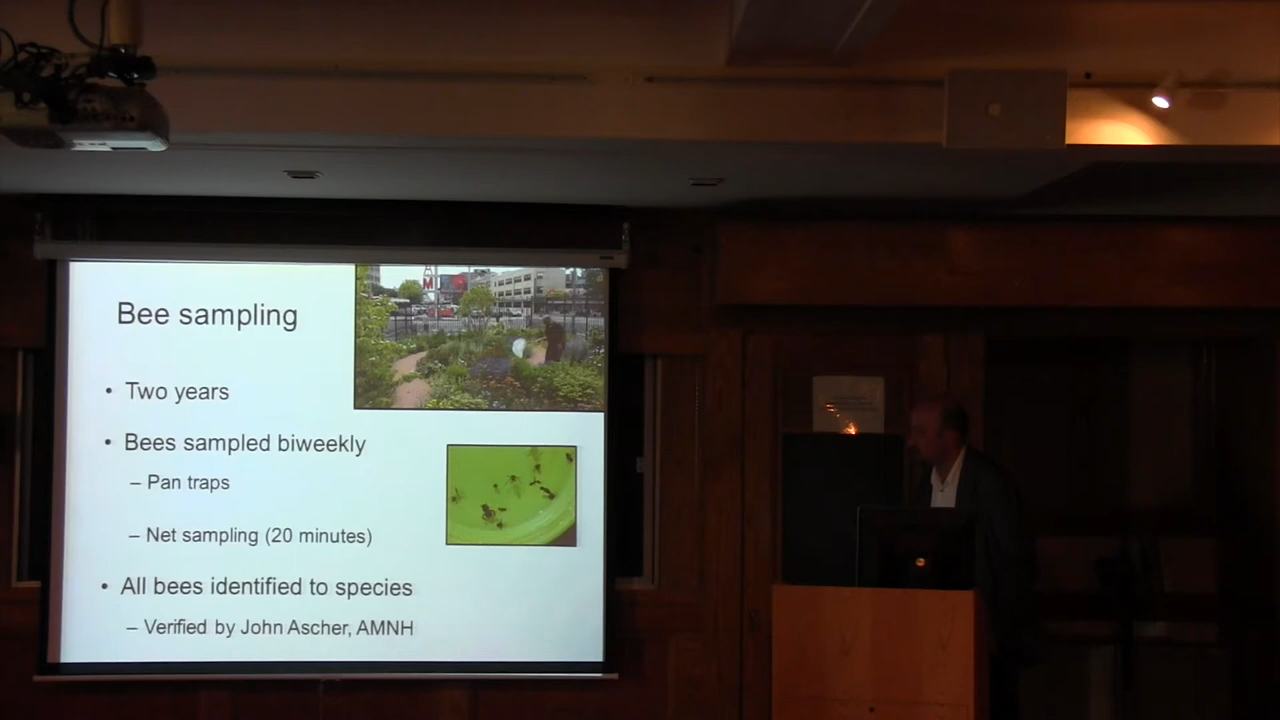 Bee sampling
• Two years
• Bees sampled biweekly
– Pan traps
– Net sampling (20 minutes)
• All bees identified to species
– Verified by John Ascher, AMNH